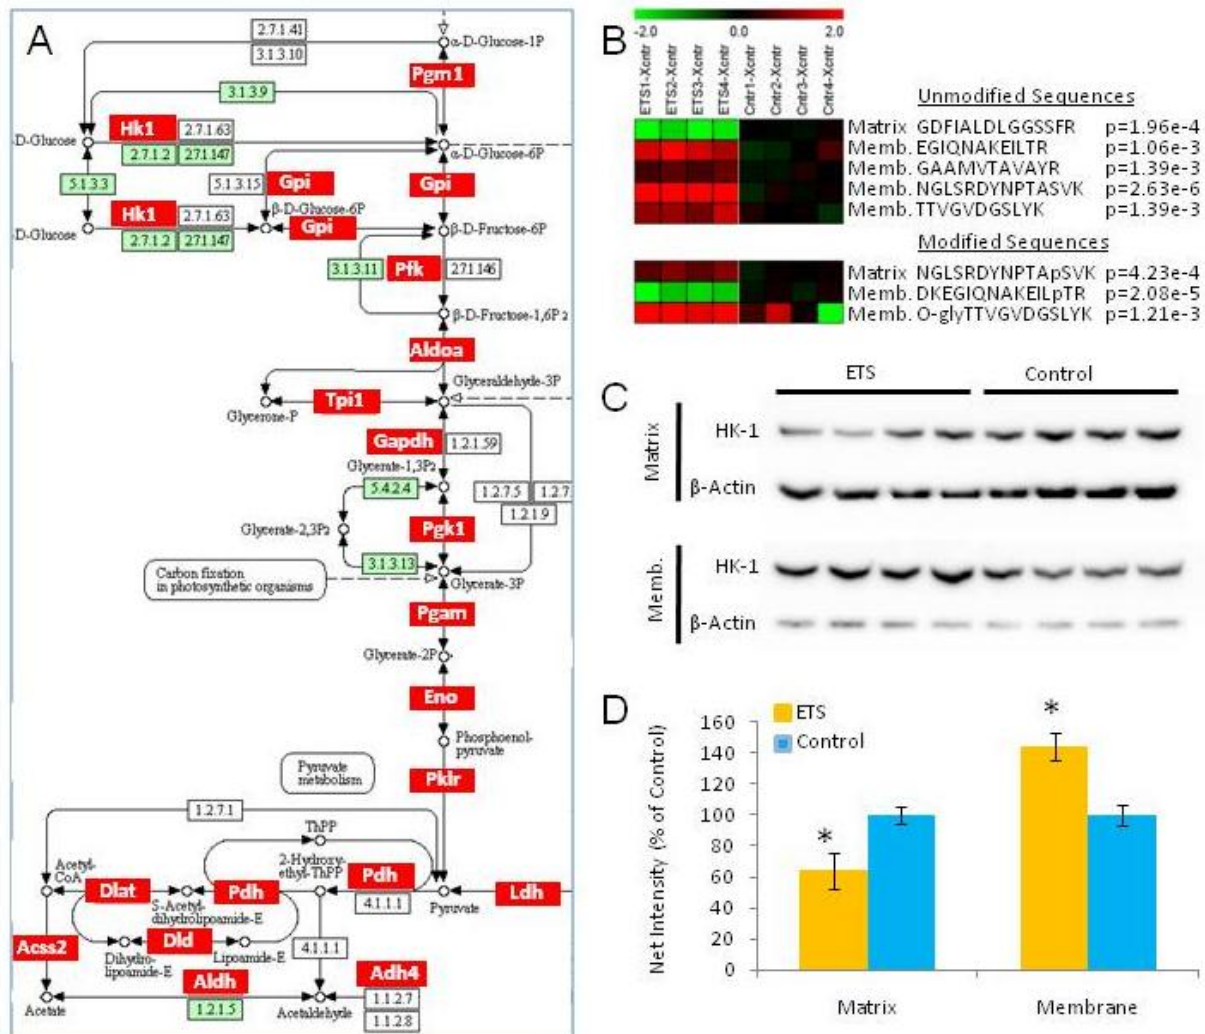 A
2.7.1.41
3.1.3.10
α-D-Glucose-1P
Pgm1
3.1.3.9
Hk1
2.7.1.63
D-Glucose
2.7.1.2
2.7.1.147
α-D-Glucose-6P
5.1.3.3
5.1.3.15
Gpi
Gpi
Hk1
2.7.1.63
β-D-Glucose-6P
Gpi
D-Glucose
2.7.1.2
2.7.1.147
β-D-Fructose-6P
3.1.3.11
Pfk
2.7.1.146
β-D-Fructose-1,6P2
Aldoa
Glyceraldehyde-3P
Tpi1
Glycerone-P
Gapdh
1.2.1.59
Glycerate-1,3P2
5.4.2.4
1.2.7.5
1.2.7
1.2.1.9
Glycerate-2,3P2
Pgk1
3.1.3.13
Carbon fixation
in photosynthetic organisms
Glycerate-3P
Pgam
Glycerate-2P
Eno
Phosphoenol-
pyruvate
Pyruvate
metabolism
Pklr
1.2.7.1
ThPP
Acetyl-
CoA
2-Hydroxy-
ethyl-ThPP
Dlat
Pdh
Pdh
Ldh
S-Acetyl-
dihydrolipoamide-E
4.1.1.1
Pyruvate
Acss2
Dld
4.1.1.1
Dihydro-
lipoamide-E
Lipoamide-E
Aldh
Adh4
1.2.1.5
1.1.2.7
1.1.2.8
Acetate
Acetaldehyde
B
-2.0 0.0 2.0
ETS1-Xcntr
ETS2-Xcntr
ETS3-Xcntr
ETS4-Xcntr
Cntr1-Xcntr
Cntr2-Xcntr
Cntr3-Xcntr
Cntr4-Xcntr
Unmodified Sequences
Matrix GDFIALDLGGSSFR p=1.96e-4
Memb. EGIQNAKEILTR p=1.06e-3
Memb. GAAMVTAVAYR p=1.39e-3
Memb. NGLSRDYNPTASVK p=2.63e-6
Memb. TTVGVDGSLYK p=1.39e-3
Modified Sequences
Matrix NGLSRDYNPTApSVK p=4.23e-4
Memb. DKEGIQNAKEILpTR p=2.08e-5
Memb. O-glyTTVGVDGSLYK p=1.21e-3
C
ETS Control
Matrix
HK-1
β-Actin
Memb.
HK-1
β-Actin
D
Net Intensity (% of Control)
160
140
120
100
80
60
40
20
0
ETS
Control
*
*
Matrix Membrane